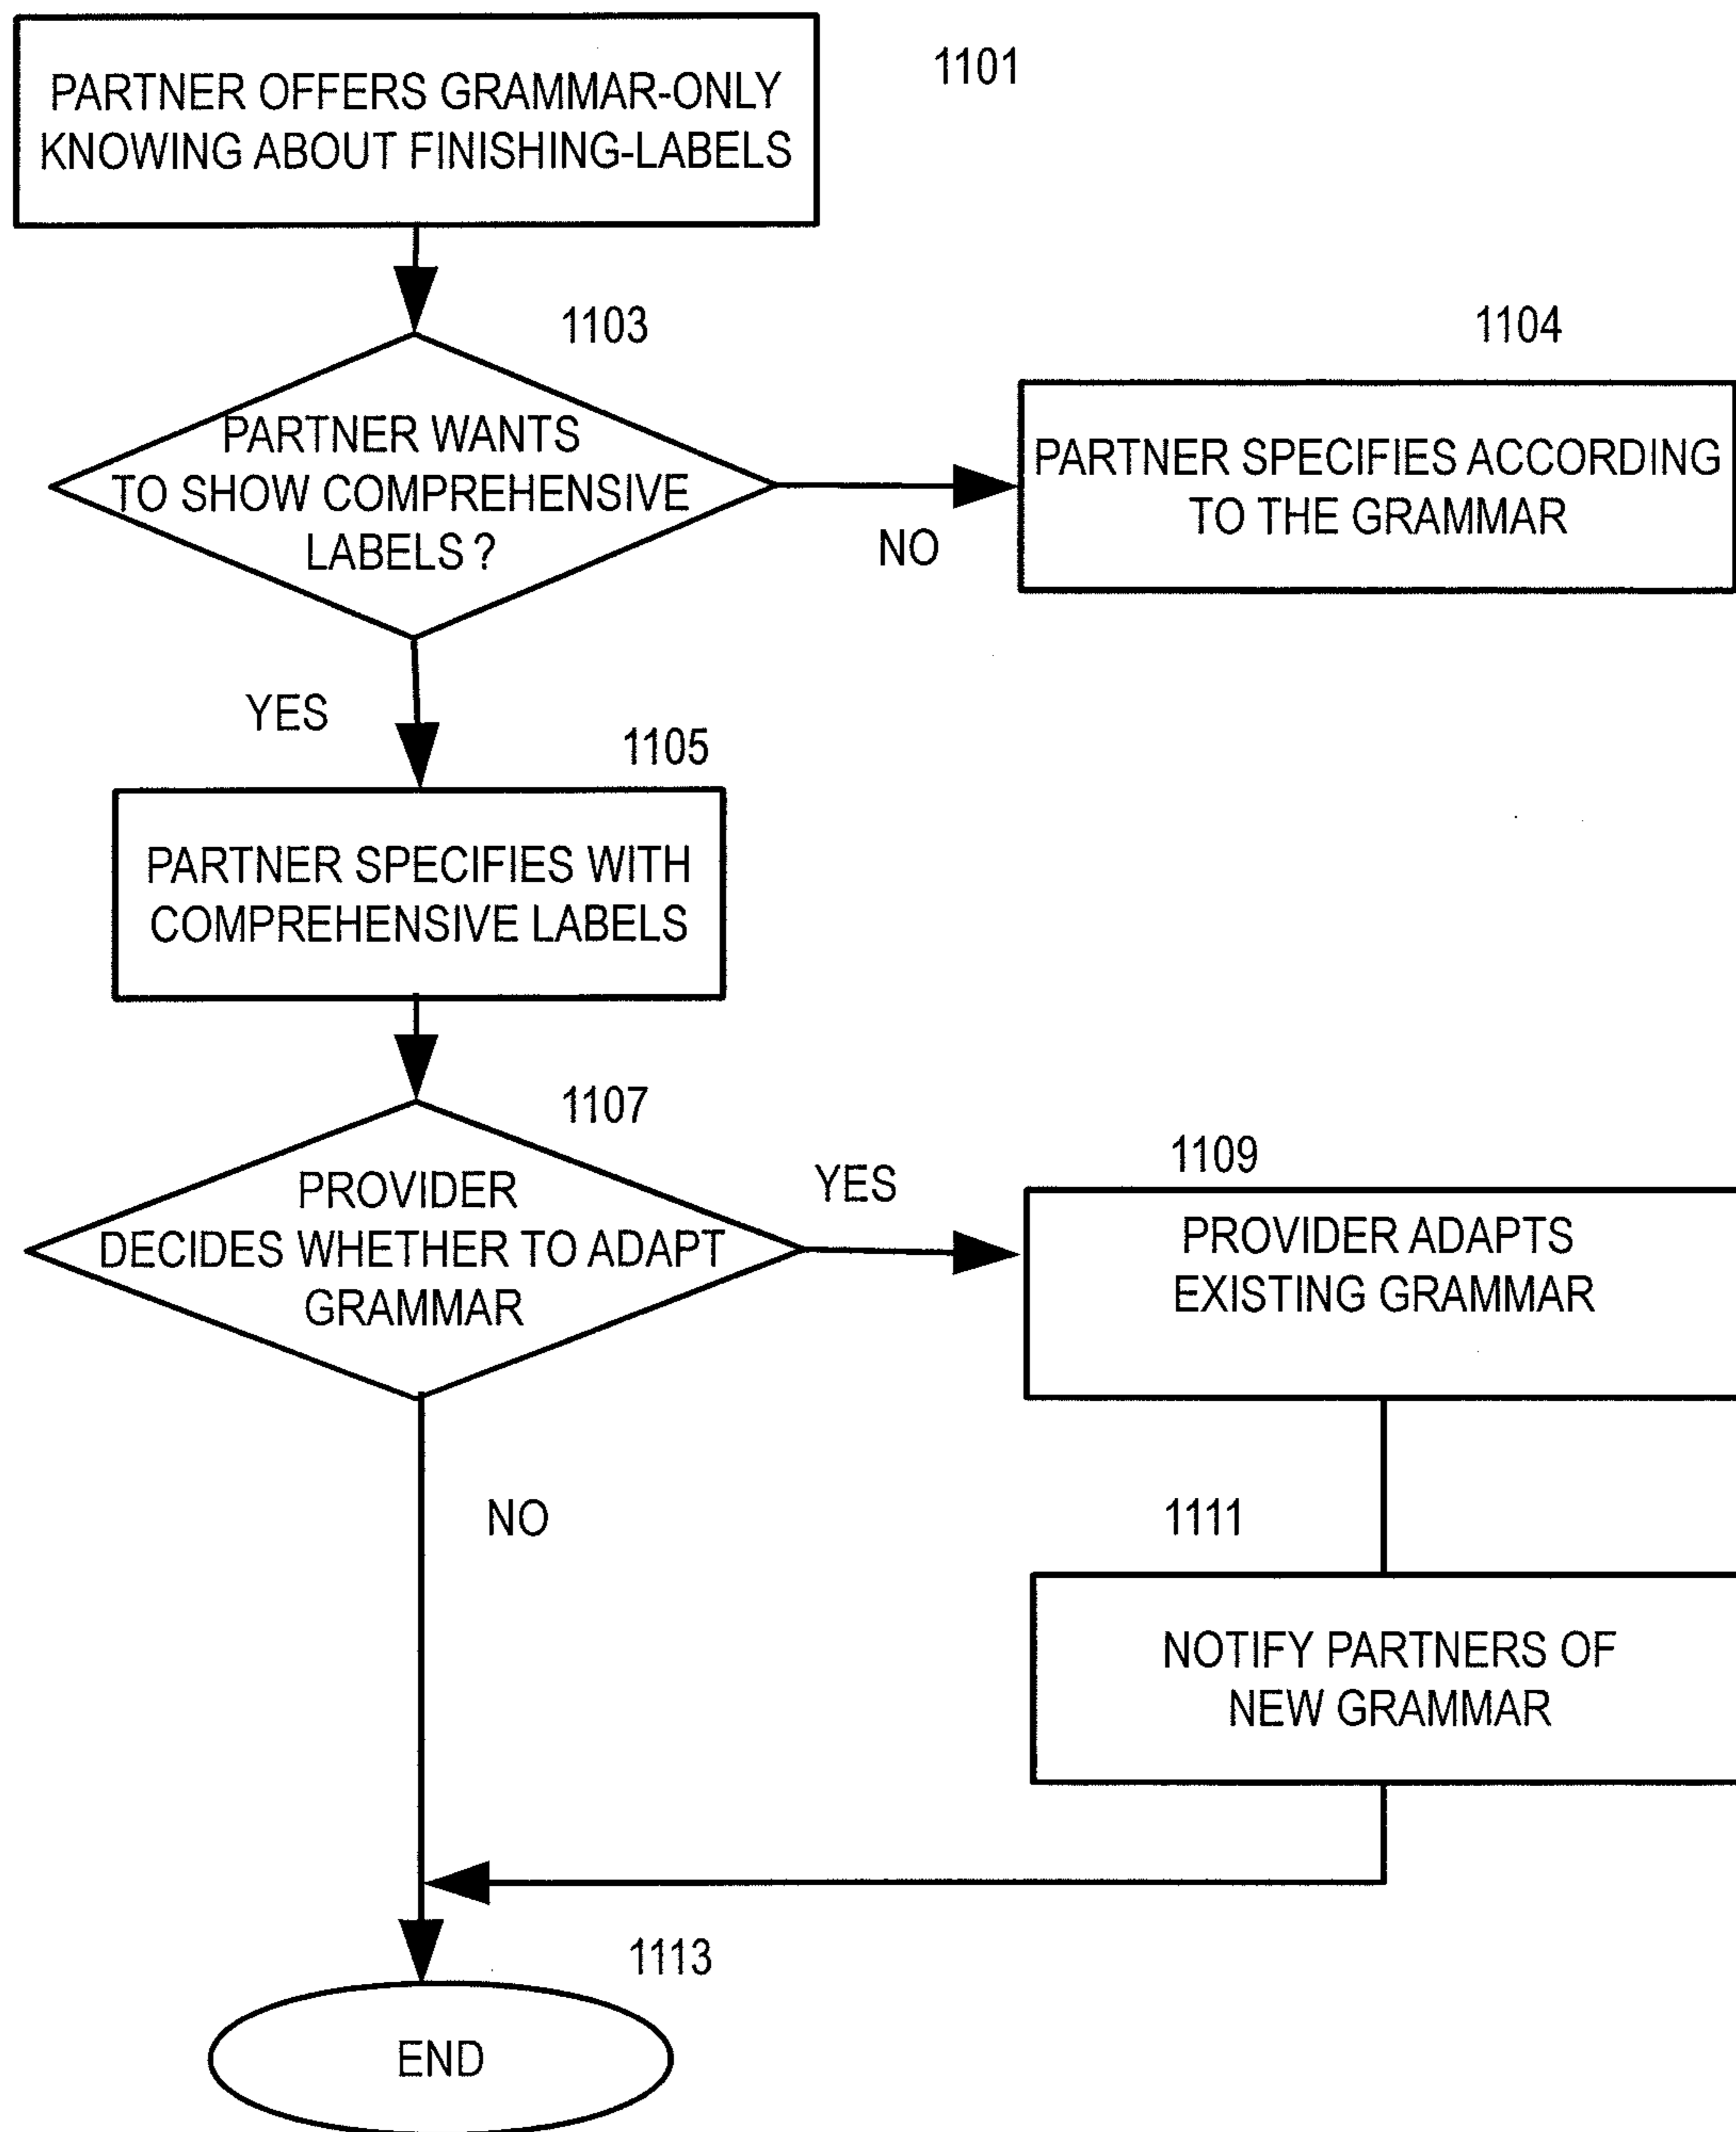 PARTNER OFFERS GRAMMAR-ONLY
KNOWING ABOUT FINISHING-LABELS
1101
1103
PARTNER WANTS
TO SHOW COMPREHENSIVE
LABELS ?
NO
1104
PARTNER SPECIFIES ACCORDING
TO THE GRAMMAR
YES
1105
PARTNER SPECIFIES WITH
COMPREHENSIVE LABELS
1107
PROVIDER
DECIDES WHETHER TO ADAPT
GRAMMAR
YES
1109
PROVIDER ADAPTS
EXISTING GRAMMAR
NO
1111
NOTIFY PARTNERS OF
NEW GRAMMAR
1113
END